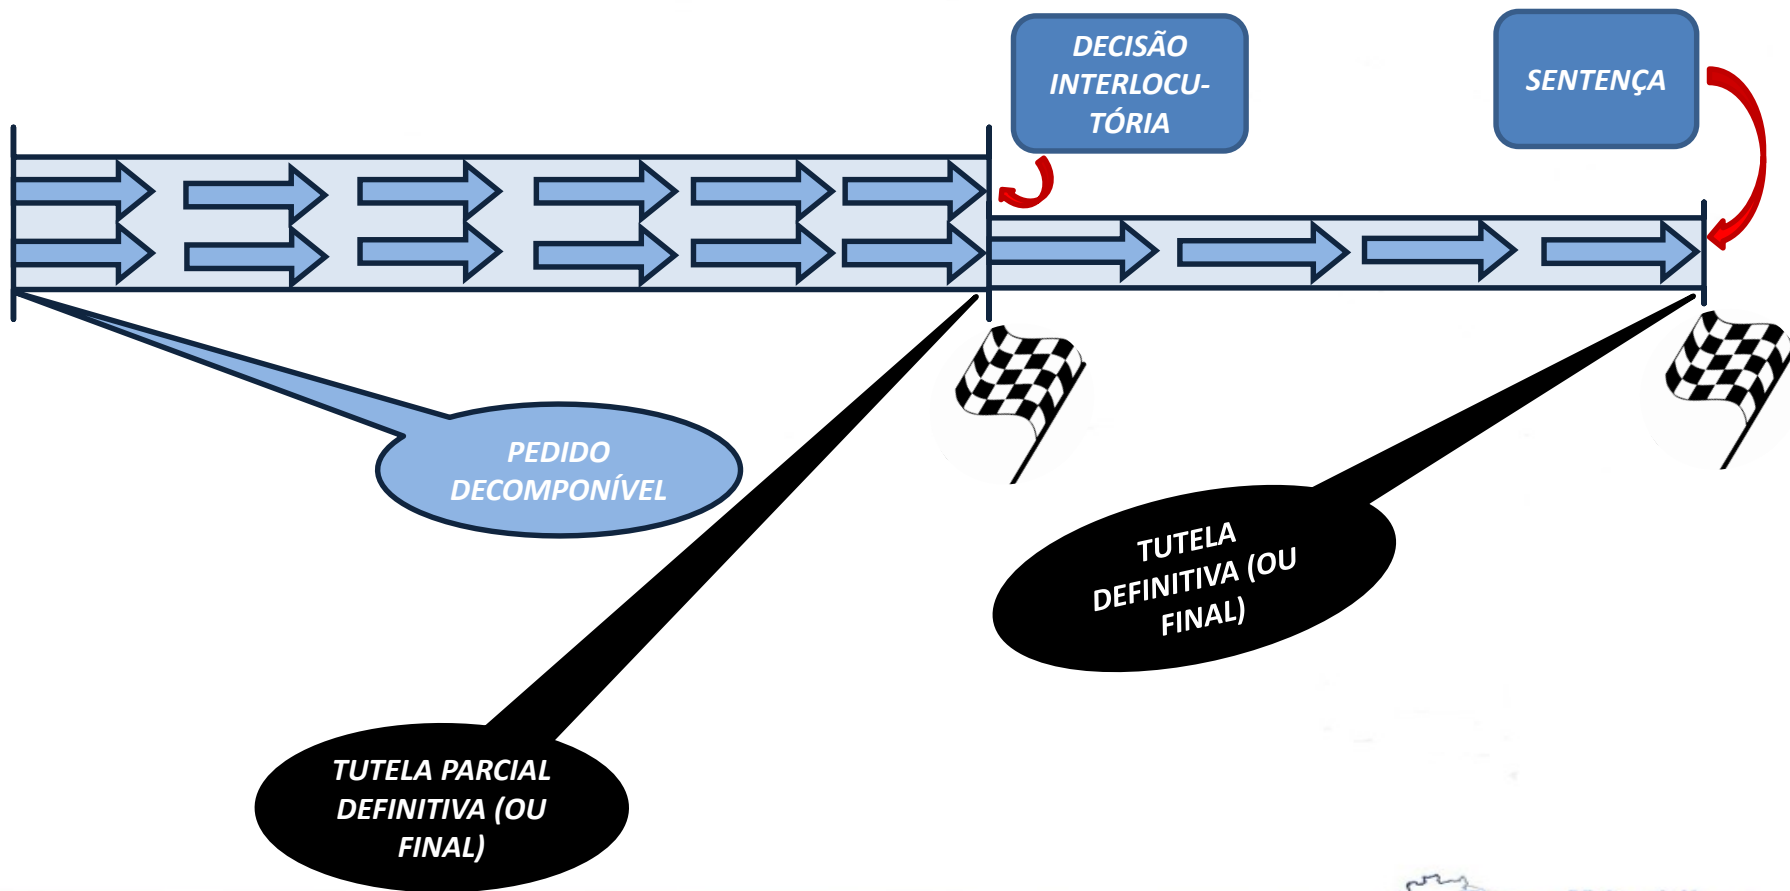 DECISÃO
INTERLOCU-
TÓRIA
SENTENÇA
PEDIDO
DECOMPONÍVEL
TUTELA
DEFINITIVA (OU
FINAL)
TUTELA PARCIAL
DEFINITIVA (OU
FINAL)